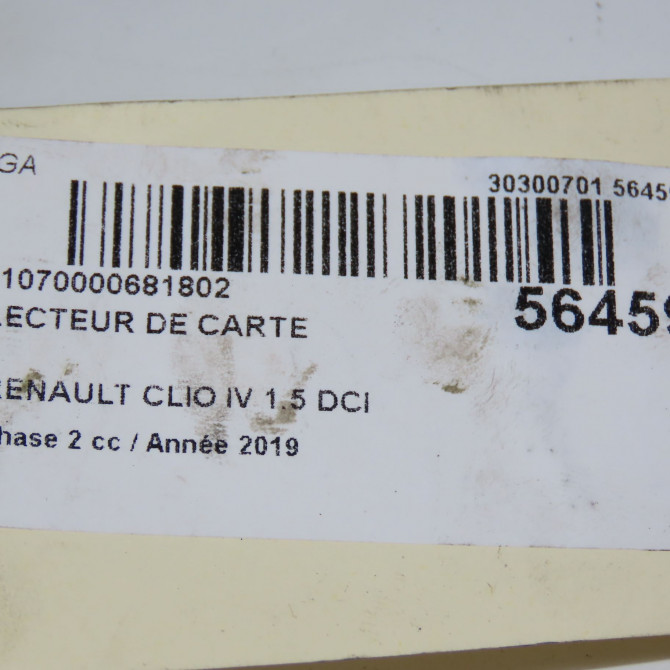 GA
30300701 5645
1070000681802
LECTEUR DE CARTE
5645
RENAULT CLIO IV 1.5 DCI
hase 2 cc / Année 2019